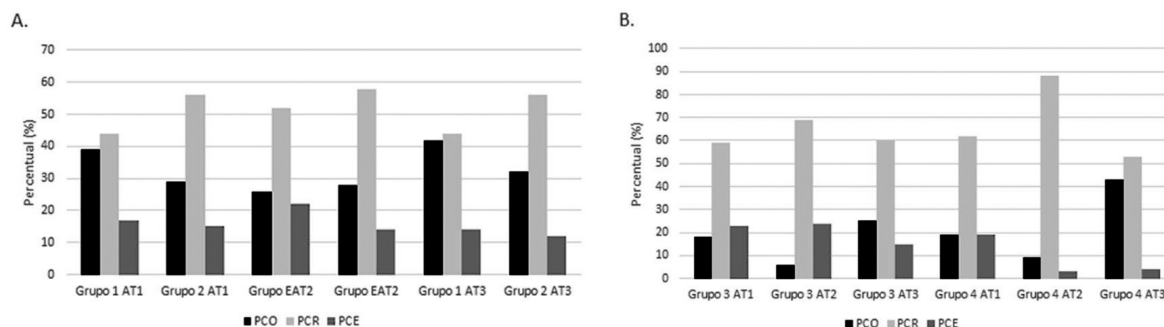 A.
70
60
50
40
30
20
10
0
Percentual (%)
Grupo 1 AT1 Grupo 2 AT1 Grupo EAT2 Grupo EAT2 Grupo 1 AT3 Grupo 2 AT3
PCO PCR PCE
B.
100
90
80
70
60
50
40
30
20
10
0
Percentual (%)
Grupo 3 AT1 Grupo 3 AT2 Grupo 3 AT3 Grupo 4 AT1 Grupo 4 AT2 Grupo 4 AT3
PCO PCR PCE